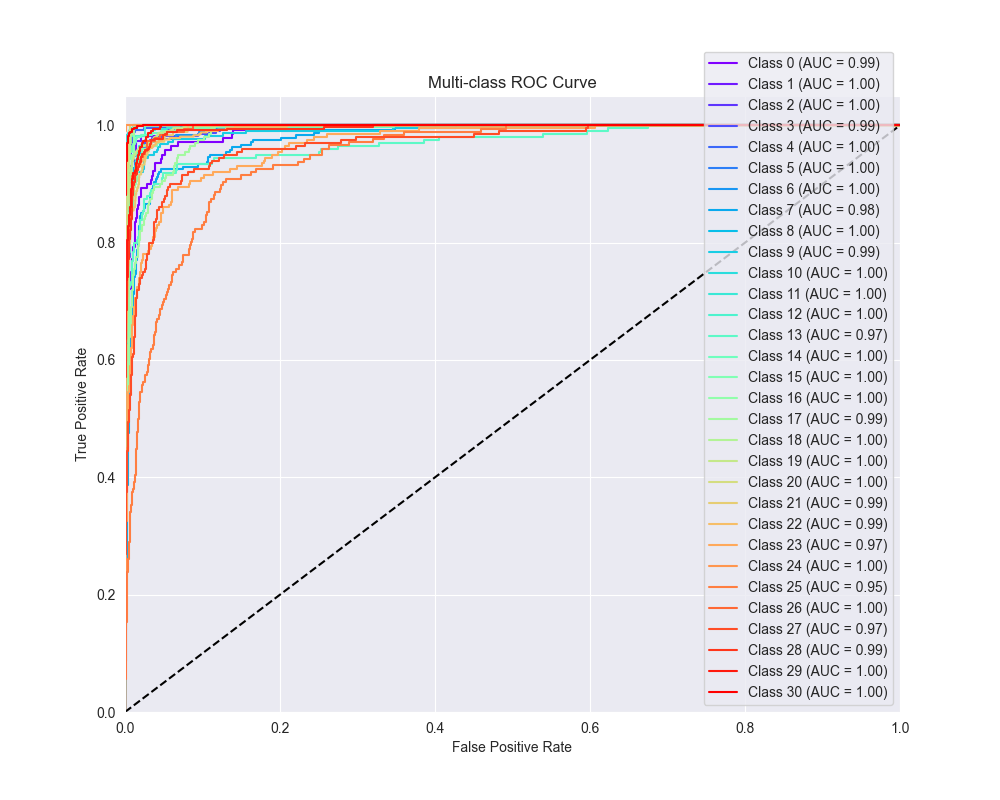 Multi-class ROC Curve
Class 0 (AUC = 0.99)
Class 1 (AUC = 1.00)
Class 2 (AUC = 1.00)
Class 3 (AUC = 0.99)
Class 4 (AUC = 1.00)
Class 5 (AUC = 1.00)
Class 6 (AUC = 1.00)
Class 7 (AUC = 0.98)
Class 8 (AUC = 1.00)
Class 9 (AUC = 0.99)
Class 10 (AUC = 1.00)
Class 11 (AUC = 1.00)
Class 12 (AUC = 1.00)
Class 13 (AUC = 0.97)
Class 14 (AUC = 1.00)
Class 15 (AUC = 1.00)
Class 16 (AUC = 1.00)
Class 17 (AUC = 0.99)
Class 18 (AUC = 1.00)
Class 19 (AUC = 1.00)
Class 20 (AUC = 1.00)
Class 21 (AUC = 0.99)
Class 22 (AUC = 0.99)
Class 23 (AUC = 0.97)
Class 24 (AUC = 1.00)
Class 25 (AUC = 0.95)
Class 26 (AUC = 1.00)
Class 27 (AUC = 0.97)
Class 28 (AUC = 0.99)
Class 29 (AUC = 1.00)
Class 30 (AUC = 1.00)
True Positive Rate
1.0
0.8
0.6
0.4
0.2
0.0
0.0 0.2 0.4 0.6 0.8 1.0
False Positive Rate